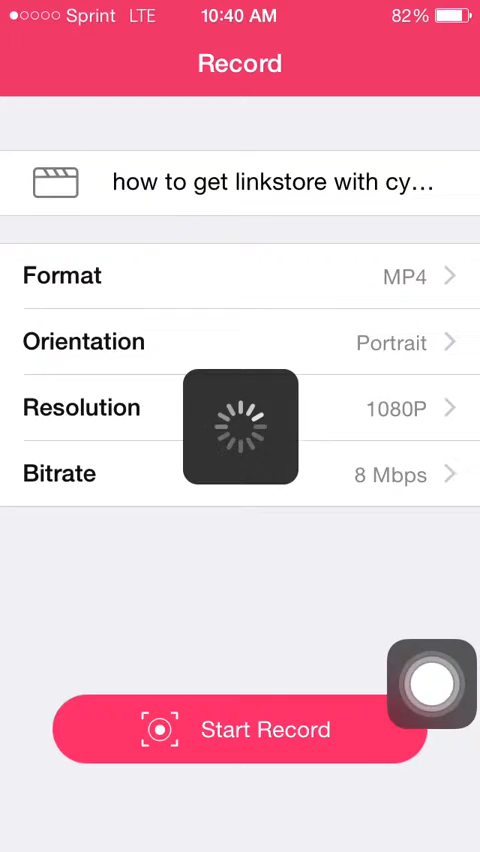 Sprint LTE 10:40 AM 82%
Record
how to get linkstore with cy...
Format MP4
Orientation Portrait
Resolution 1080P
Bitrate 8 Mbps
Start Record